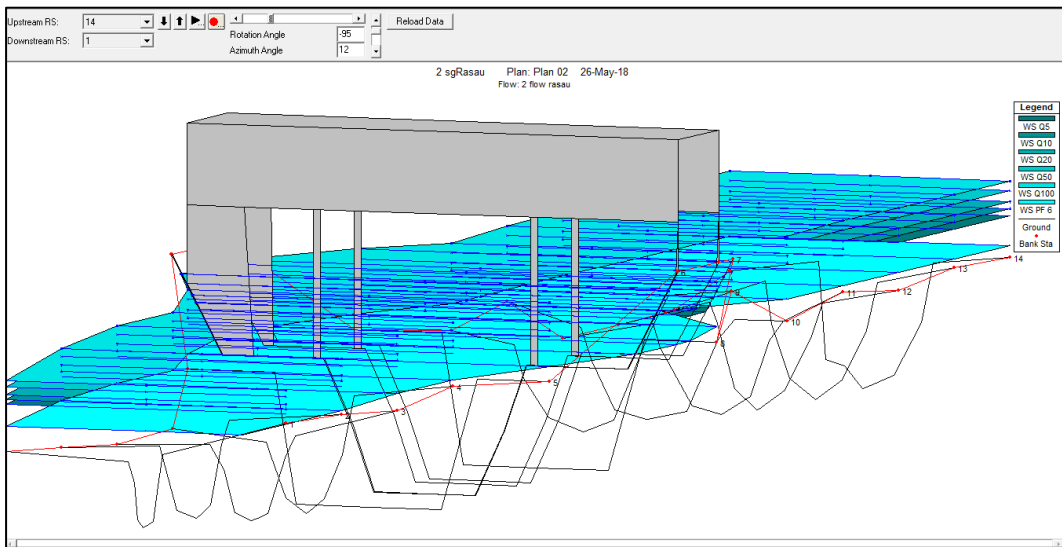 Upstream RS: 14
Downstream RS: 1
Rotation Angle -95
Azimuth Angle 12
Reload Data
2 sgRasau Plan: Plan 02 26-May-18
Flow: 2 flow rasau
Legend
WS Q5
WS Q10
WS Q20
WS Q50
WS Q100
WS PF 6
Ground
Bank Sta
14
13
12
11
10
9
8
7
5
4
3
2
1